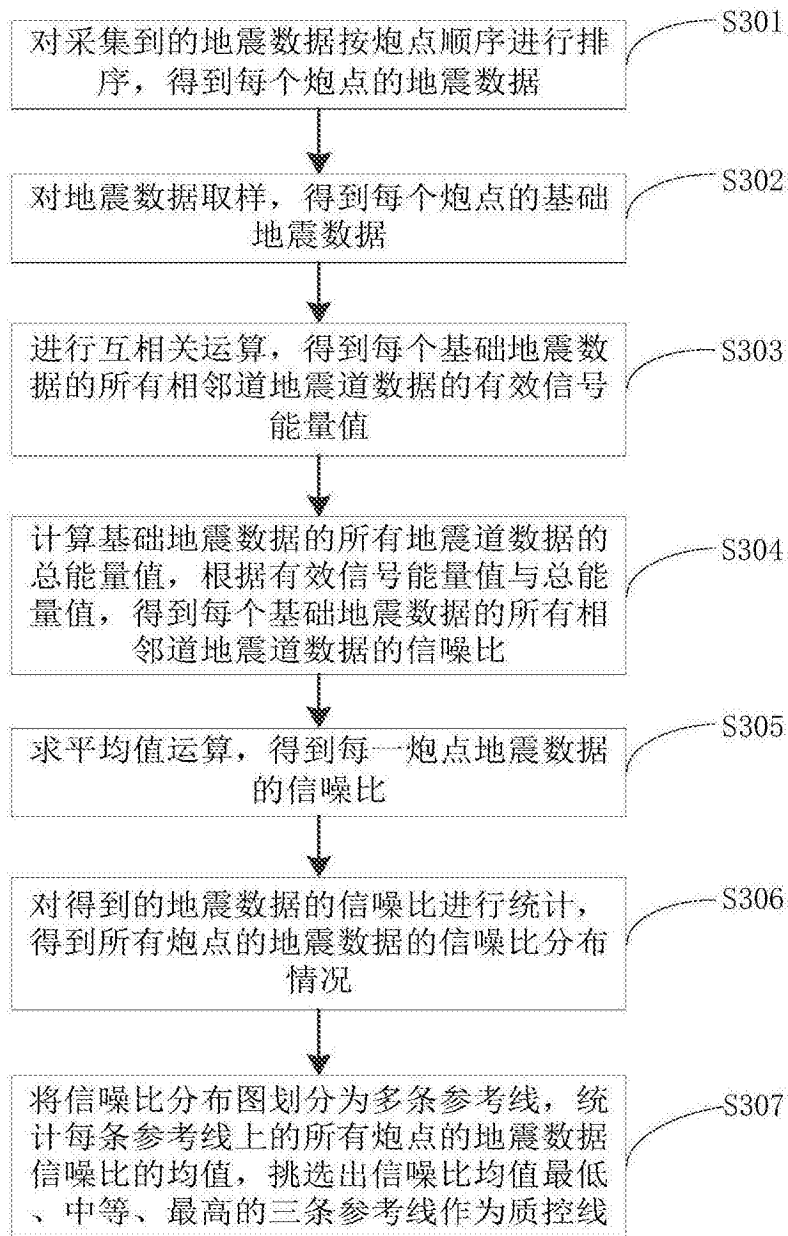 对采集到的地震数据按炮点顺序进行排
序，得到每个炮点的地震数据
S301
对地震数据取样，得到每个炮点的基础
地震数据
S302
进行互相关运算，得到每个基础地震数
据的所有相邻道地震道数据的有效信号
能量值
S303
计算基础地震数据的所有地震道数据的
总能量值，根据有效信号能量值与总能
量值，得到每个基础地震数据的所有相
邻道地震道数据的信噪比
S304
求平均值运算，得到每一炮点地震数据
的信噪比
S305
对得到的地震数据的信噪比进行统计，
得到所有炮点的地震数据的信噪比分布
情况
S306
将信噪比分布图划分为多条参考线，统
计每条参考线上的所有炮点的地震数据
信噪比的均值，挑选出信噪比均值最低
、中等、最高的三条参考线作为质控线
S307